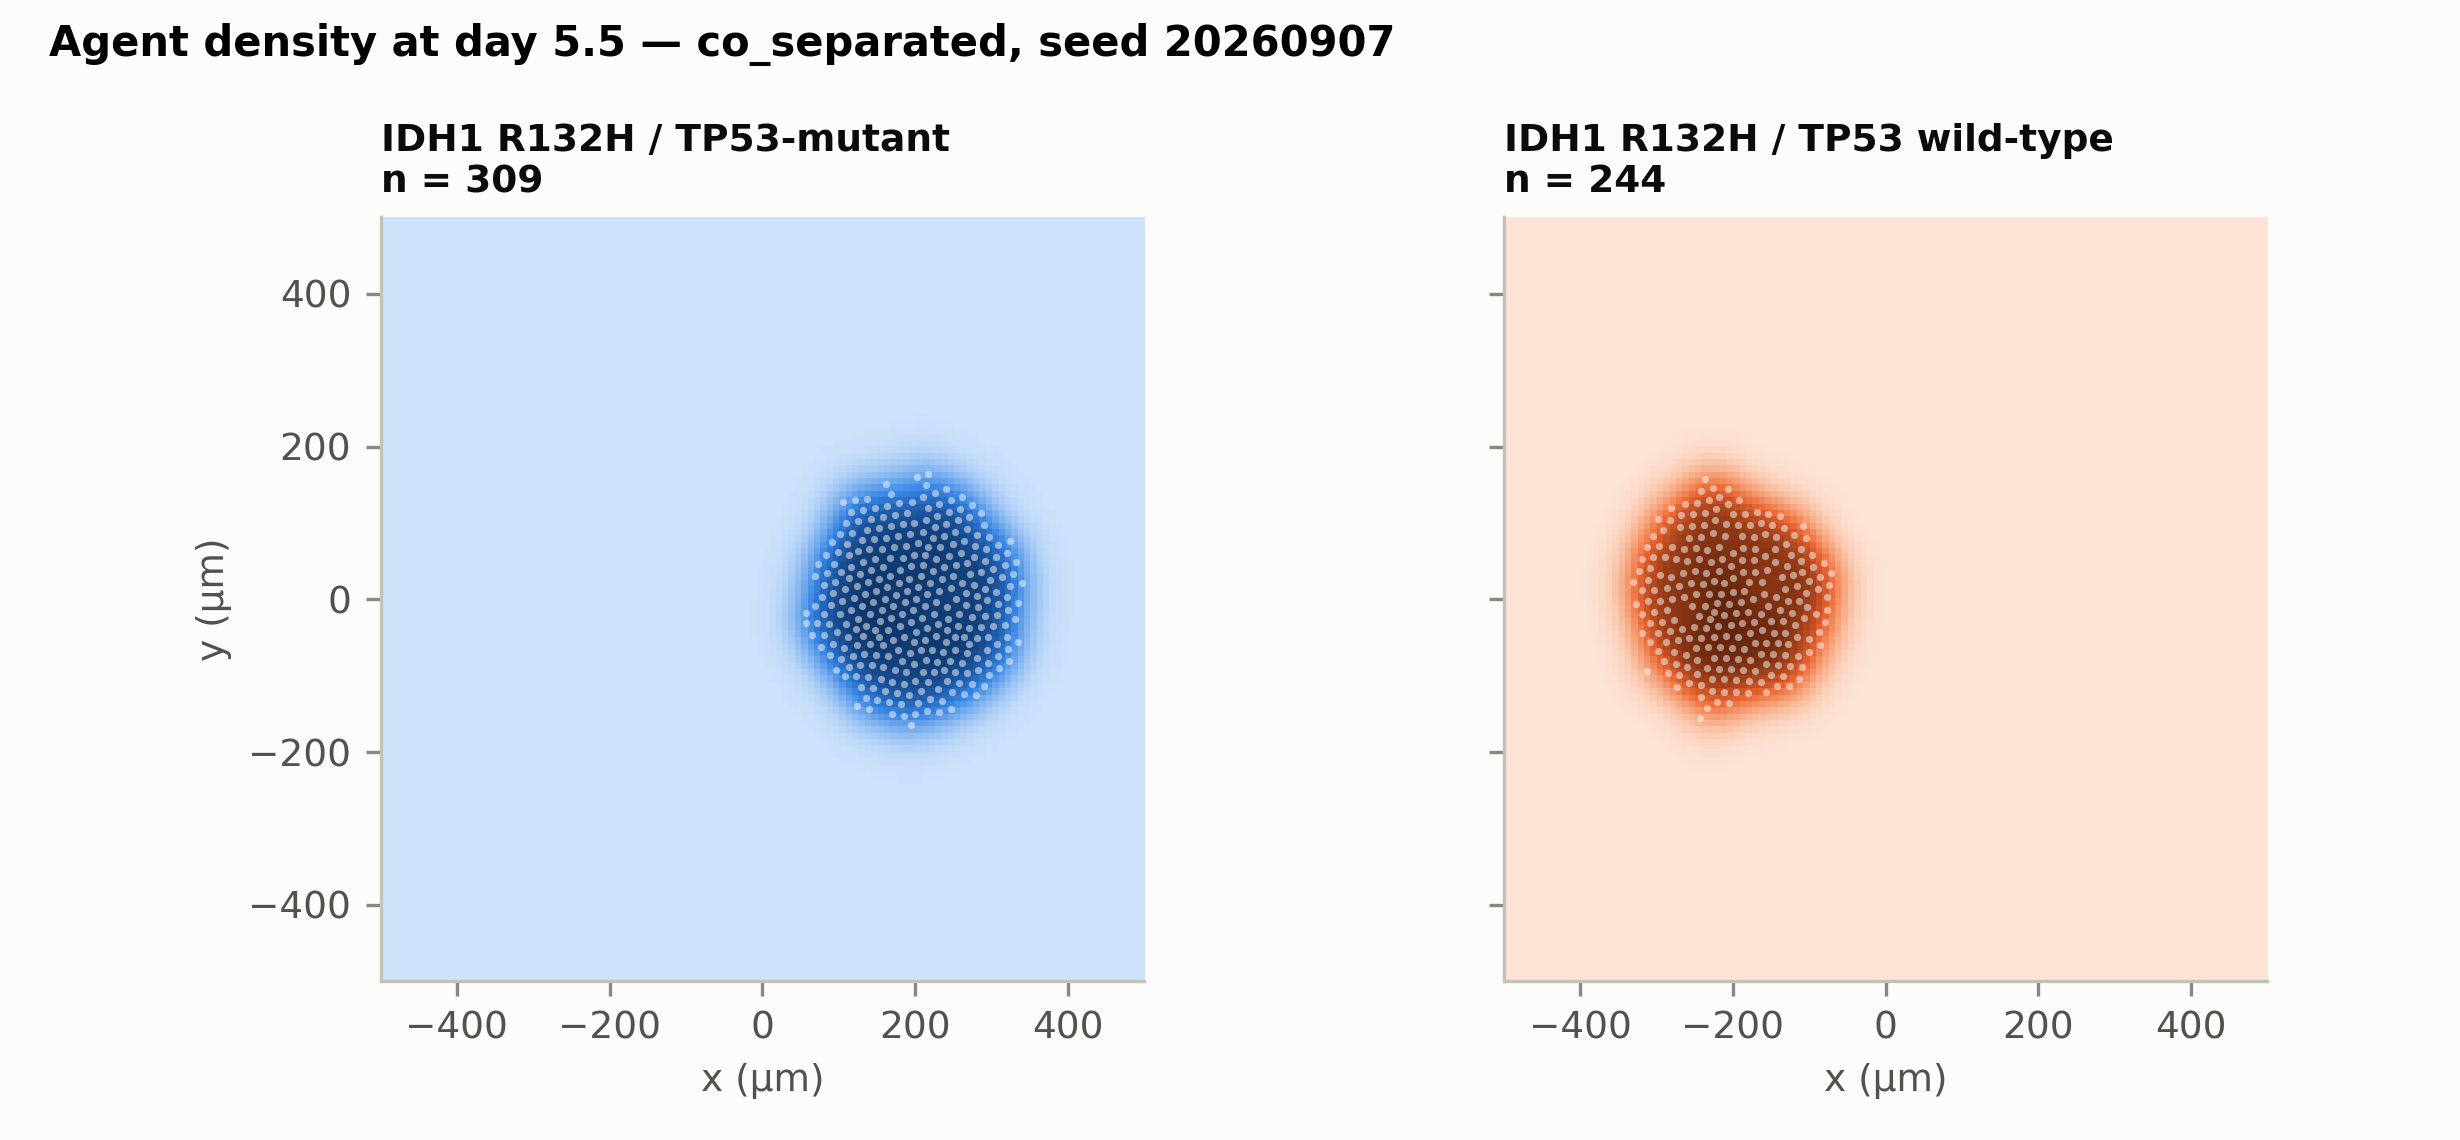 Agent density at day 5.5 — co_separated, seed 20260907
IDH1 R132H / TP53-mutant
n = 309
IDH1 R132H / TP53 wild-type
n = 244
400
200
0
−200
−400
y (μm)
−400 −200 0 200 400
x (μm)
−400 −200 0 200 400
x (μm)